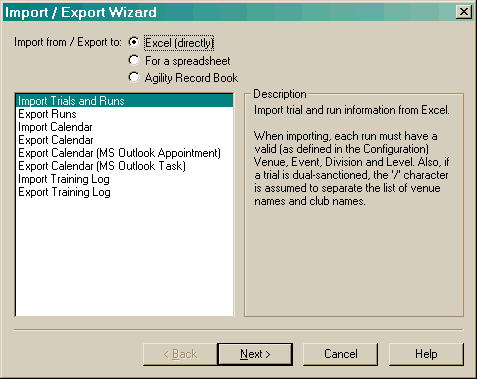 Import / Export Wizard
Import from / Export to:
Excel (directly)
For a spreadsheet
Agility Record Book
Import Trials and Runs
Export Runs
Import Calendar
Export Calendar
Export Calendar (MS Outlook Appointment)
Export Calendar (MS Outlook Task)
Import Training Log
Export Training Log
Description
Import trial and run information from Excel.
When importing, each run must have a
valid (as defined in the Configuration)
Venue, Event, Division and Level. Also, if
a trial is dual-sanctioned, the '/' character
is assumed to separate the list of venue
names and club names.
< Back
Next >
Cancel
Help